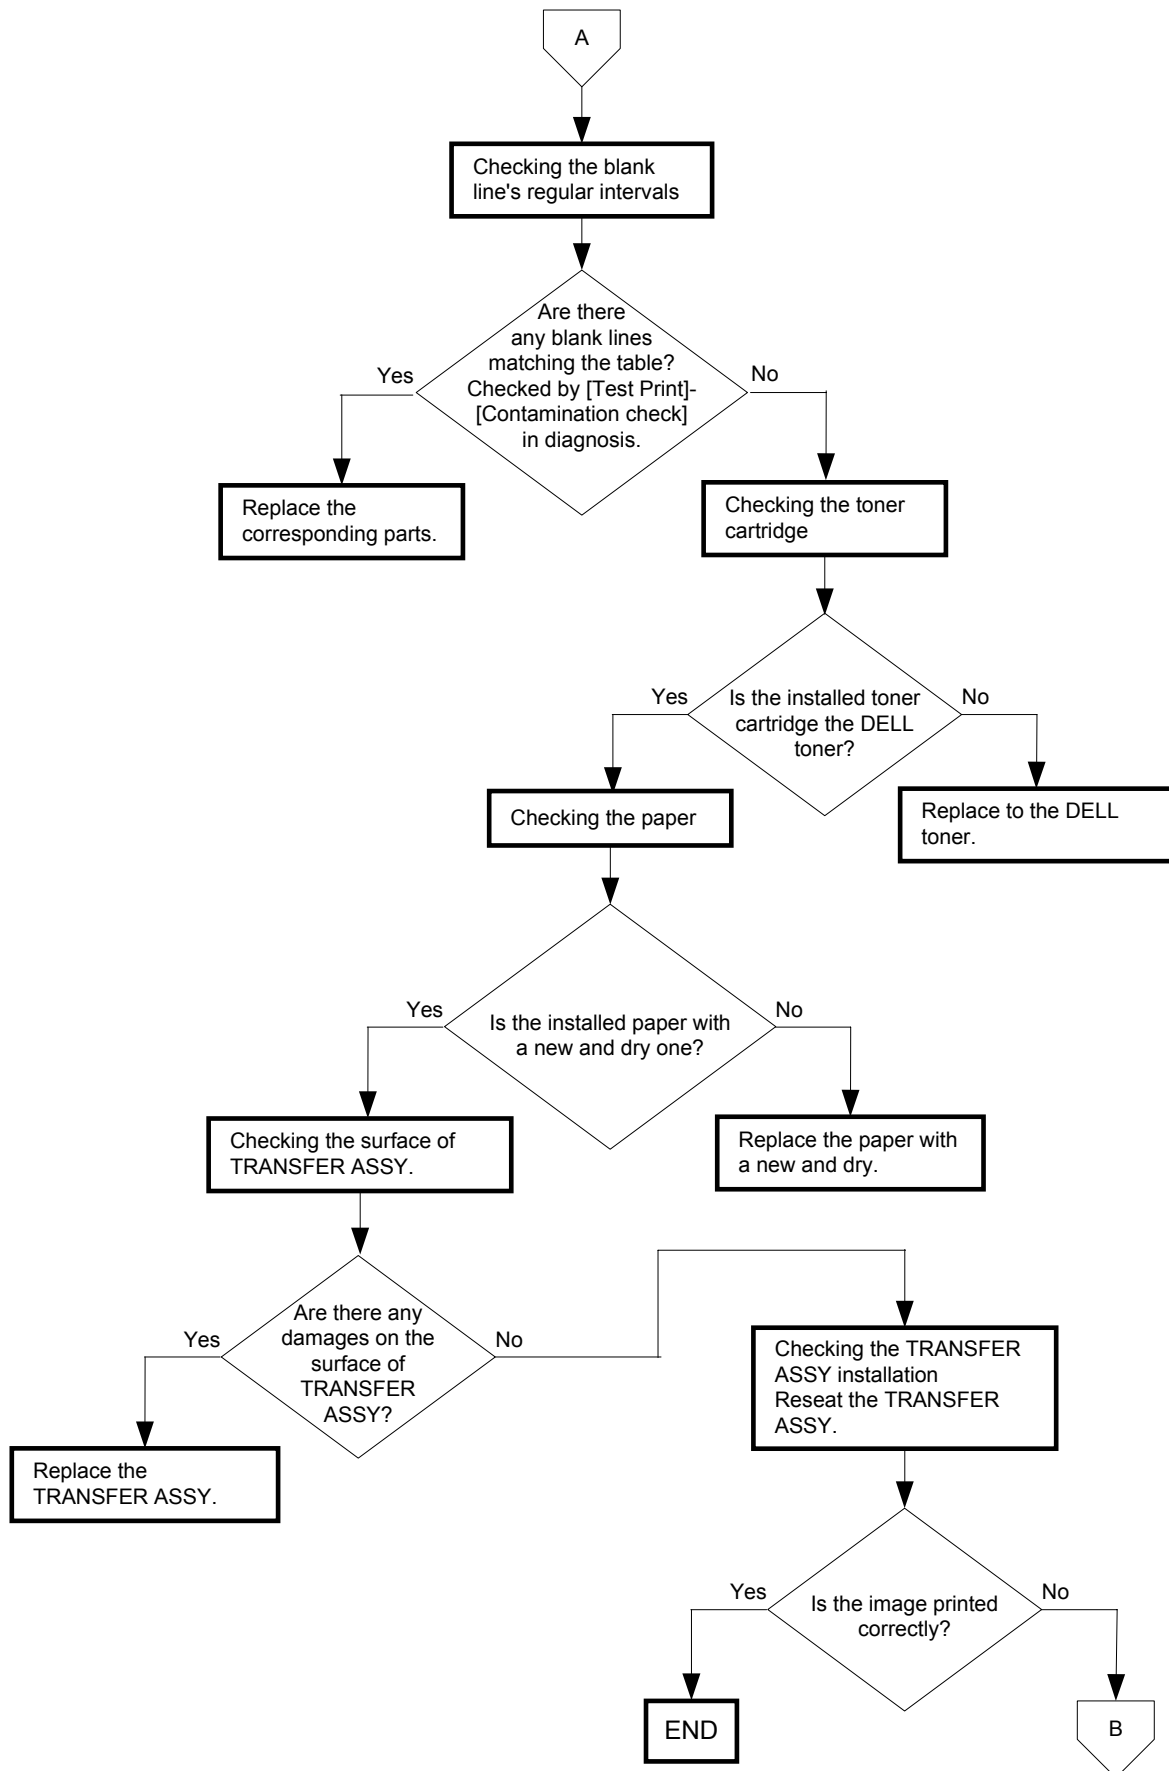 A
Checking the blank
line's regular intervals
Are there
any blank lines
matching the table?
Checked by [Test Print]-
[Contamination check]
in diagnosis.
Yes
No
Replace the
corresponding parts.
Checking the toner
cartridge
Is the installed toner
cartridge the DELL
toner?
Yes
No
Checking the paper
Replace to the DELL
toner.
Is the installed paper with
a new and dry one?
Yes
No
Checking the surface of
TRANSFER ASSY.
Replace the paper with
a new and dry.
Are there any
damages on the
surface of
TRANSFER
ASSY?
Yes
No
Replace the
TRANSFER ASSY.
Checking the TRANSFER
ASSY installation
Reseat the TRANSFER
ASSY.
Is the image printed
correctly?
Yes
No
END
B